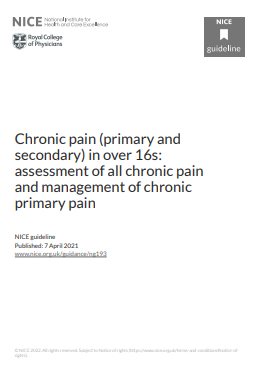 NICE National Institute for
Health and Care Excellence
Royal College
of Physicians
NICE
guideline
Chronic pain (primary and
secondary) in over 16s:
assessment of all chronic pain
and management of chronic
primary pain
NICE guideline
Published: 7 April 2021
www.nice.org.uk/guidance/ng193
© NICE 2022. All rights reserved. Subject to Notice of rights (https://www.nice.org.uk/terms-and-conditions#notice-of-
rights).